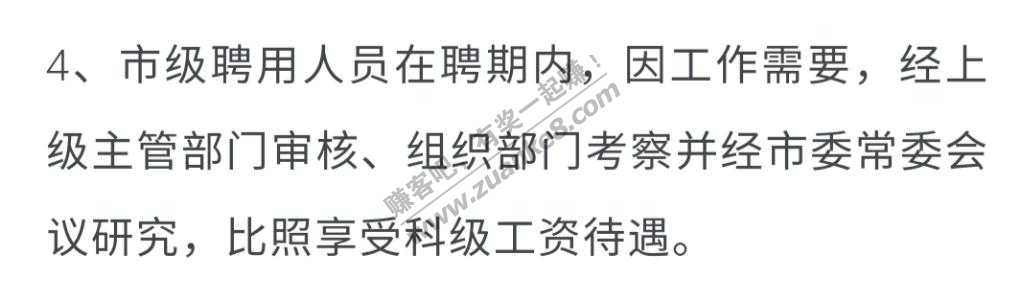 4、市级聘用人员在聘期内，因工作需要，经上
级主管部门审核、组织部门考察并经市委常委会
议研究，比照享受科级工资待遇。
赚客吧，有奖一起赚！
www.zuanke8.com